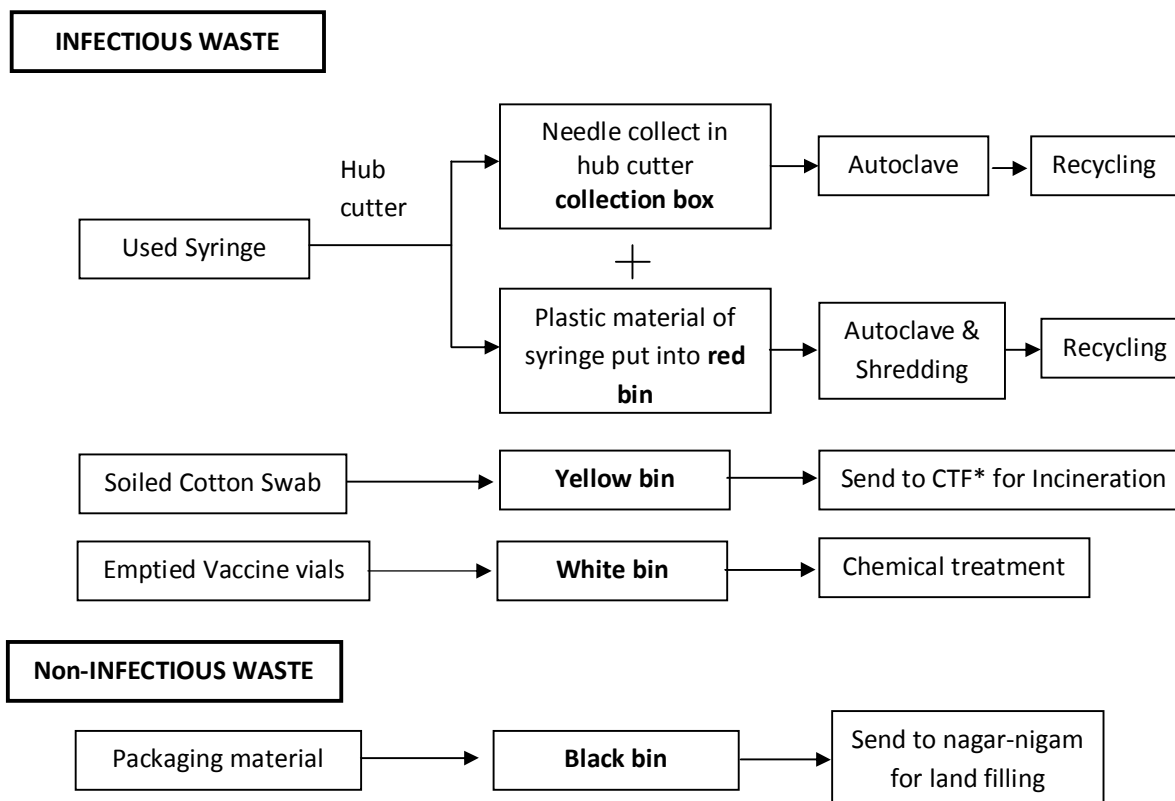 INFECTIOUS WASTE
Used Syringe
Hub
cutter
Needle collect in
hub cutter
collection box
Autoclave
Recycling
+
Plastic material of
syringe put into red
bin
Autoclave &
Shredding
Recycling
Soiled Cotton Swab
Yellow bin
Send to CTF* for Incineration
Emptied Vaccine vials
White bin
Chemical treatment
Non-INFECTIOUS WASTE
Packaging material
Black bin
Send to nagar-nigam
for land filling